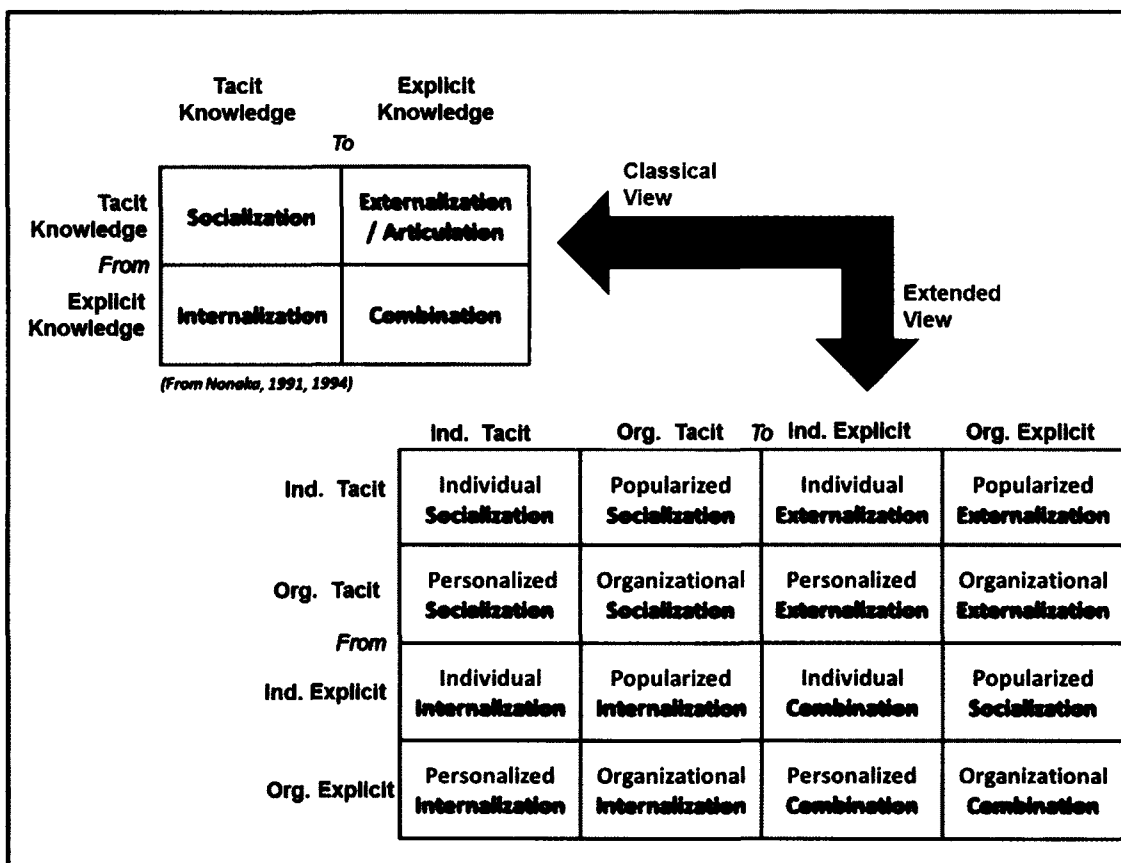 Tacit Knowledge
Explicit Knowledge
To
Tacit Knowledge
From
Explicit Knowledge
Socialization
Externalization / Articulation
Internalization
Combination
(From Nonaka, 1991, 1994)
Classical View
Extended View
Ind. Tacit
Org. Tacit
To
Ind. Explicit
Org. Explicit
Ind. Tacit
Individual Socialization
Popularized Socialization
Individual Externalization
Popularized Externalization
Org. Tacit
Personalized Socialization
Organizational Socialization
Personalized Externalization
Organizational Externalization
From
Ind. Explicit
Individual Internalization
Popularized Internalization
Individual Combination
Popularized Socialization
Org. Explicit
Personalized Internalization
Organizational Internalization
Personalized Combination
Organizational Combination